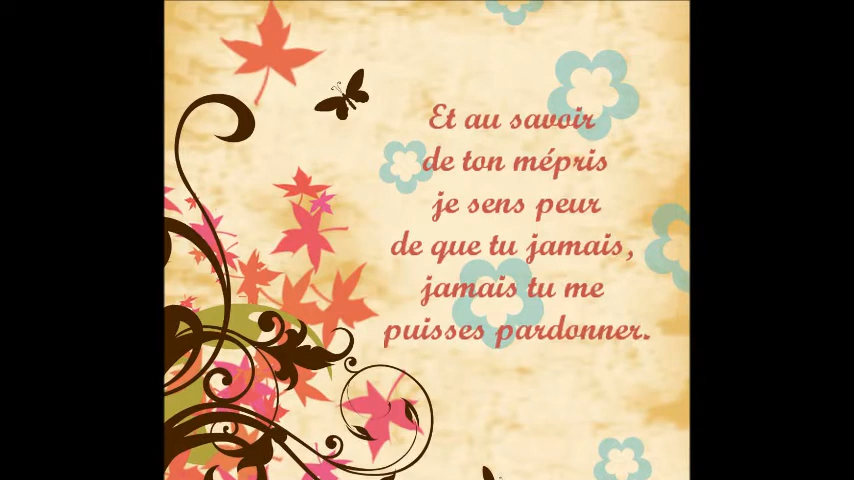 Et au savoir
de ton mépris
je sens peur
de que tu jamais,
jamais tu me
puisses pardonner.